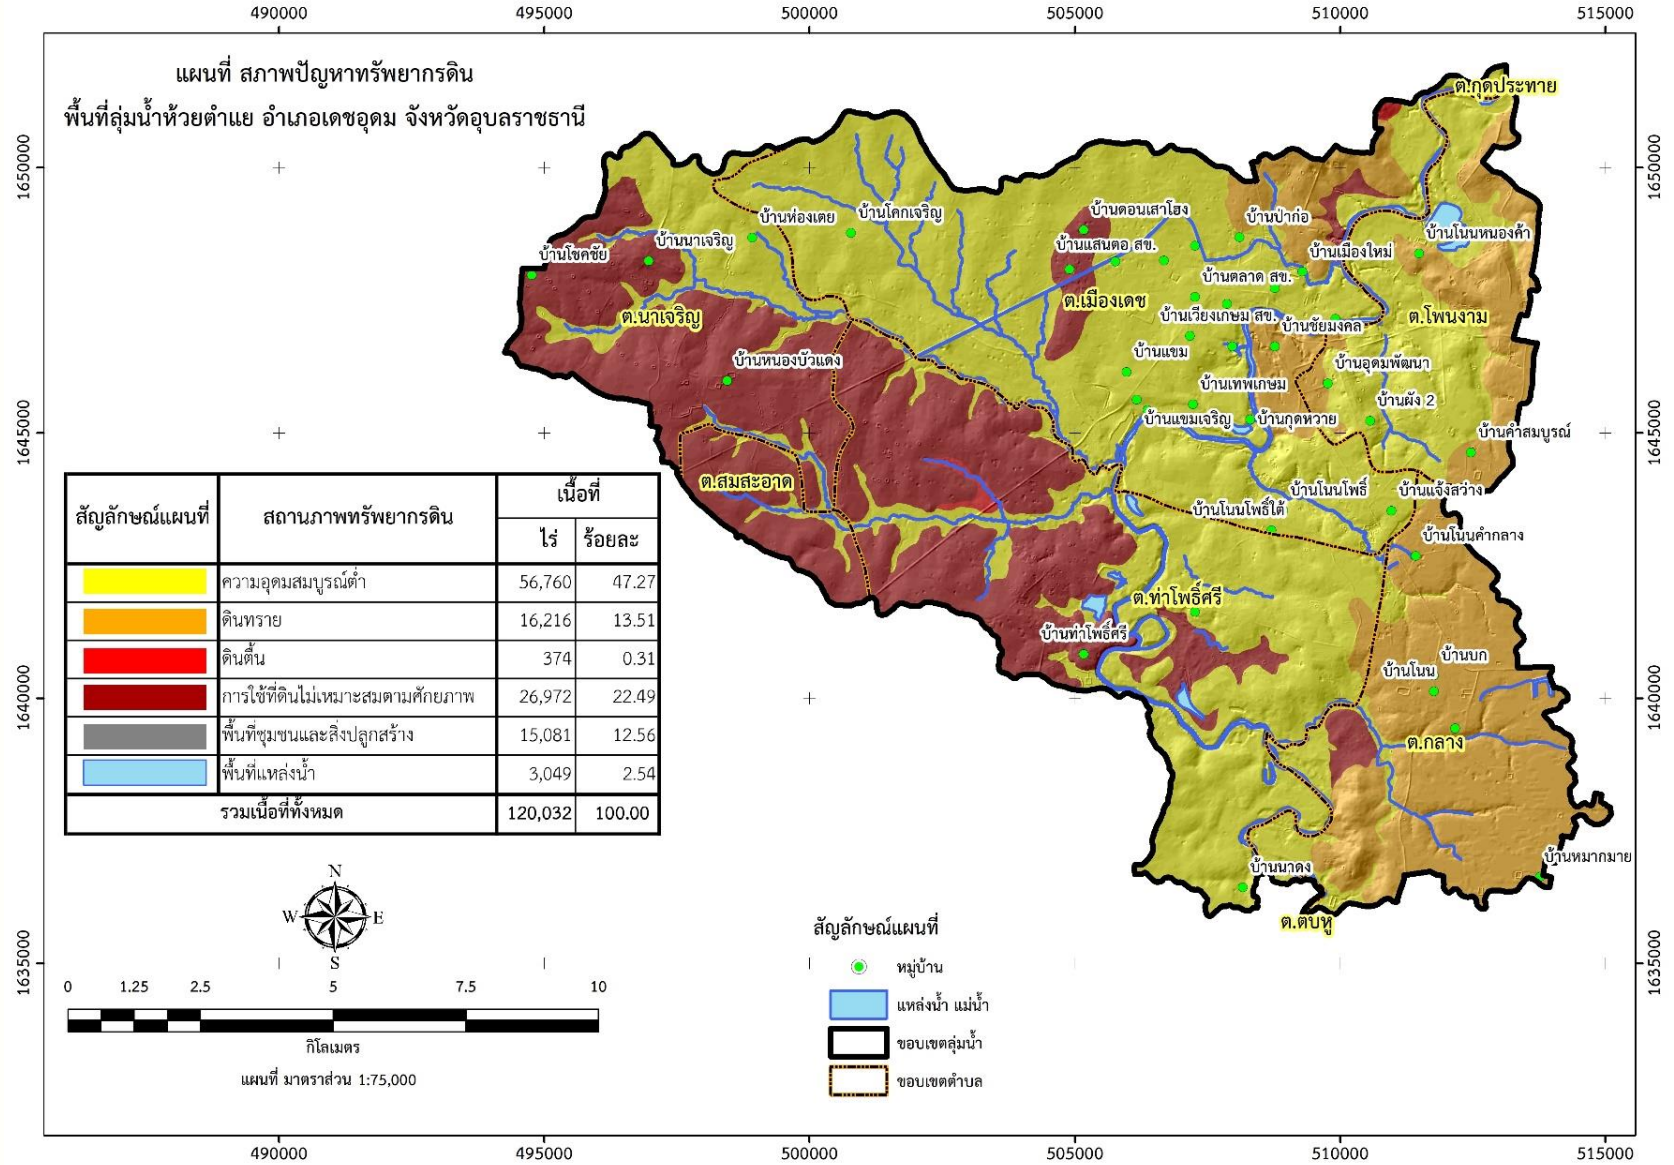 490000 495000 500000 505000 510000 515000
แผนที่ สภาพปัญหาทรัพยากรดิน
พื้นที่ลุ่มน้ำห้วยตำแย อำเภอเดชอุดม จังหวัดอุบลราชธานี
1650000
1645000
1640000
1635000
1650000
1645000
1640000
1635000
ต.กุดประทาย
บ้านห่องเตย
บ้านโคกเจริญ
บ้านดอนเสาโฮง
บ้านป่าก่อ
บ้านโนนหนองค้า
บ้านโชคชัย
บ้านนาเจริญ
บ้านแสนตอ สข.
บ้านเมืองใหม่
บ้านตลาด สข.
ต.เมืองเดช
ต.นาเจริญ
บ้านเวียงเกษม สข.
บ้านชัยมงคล
ต.โพนงาม
บ้านหนองบัวแดง
บ้านแขม
บ้านอุดมพัฒนา
บ้านเทพเกษม
บ้านผัง 2
บ้านแขมเจริญ
บ้านกุดหวาย
บ้านคำสมบูรณ์
ต.สมสะอาด
บ้านโนนโพธิ์
บ้านแจ้งสว่าง
บ้านโนนโพธิ์ใต้
บ้านโนนคำกลาง
ต.ท่าโพธิ์ศรี
บ้านท่าโพธิ์ศรี
บ้านบก
บ้านโนน
ต.กลาง
บ้านหมากมาย
บ้านนาดง
ต.ตบหู
สัญลักษณ์แผนที่ สถานภาพทรัพยากรดิน เนื้อที่
ไร่ ร้อยละ
ความอุดมสมบูรณ์ต่ำ 56,760 47.27
ดินทราย 16,216 13.51
ดินตื้น 374 0.31
การใช้ที่ดินไม่เหมาะสมตามศักยภาพ 26,972 22.49
พื้นที่ชุมชนและสิ่งปลูกสร้าง 15,081 12.56
พื้นที่แหล่งน้ำ 3,049 2.54
รวมเนื้อที่ทั้งหมด 120,032 100.00
N
W E
S
0 1.25 2.5 5 7.5 10
กิโลเมตร
แผนที่ มาตราส่วน 1:75,000
สัญลักษณ์แผนที่
หมู่บ้าน
แหล่งน้ำ แม่น้ำ
ขอบเขตลุ่มน้ำ
ขอบเขตตำบล
490000 495000 500000 505000 510000 515000